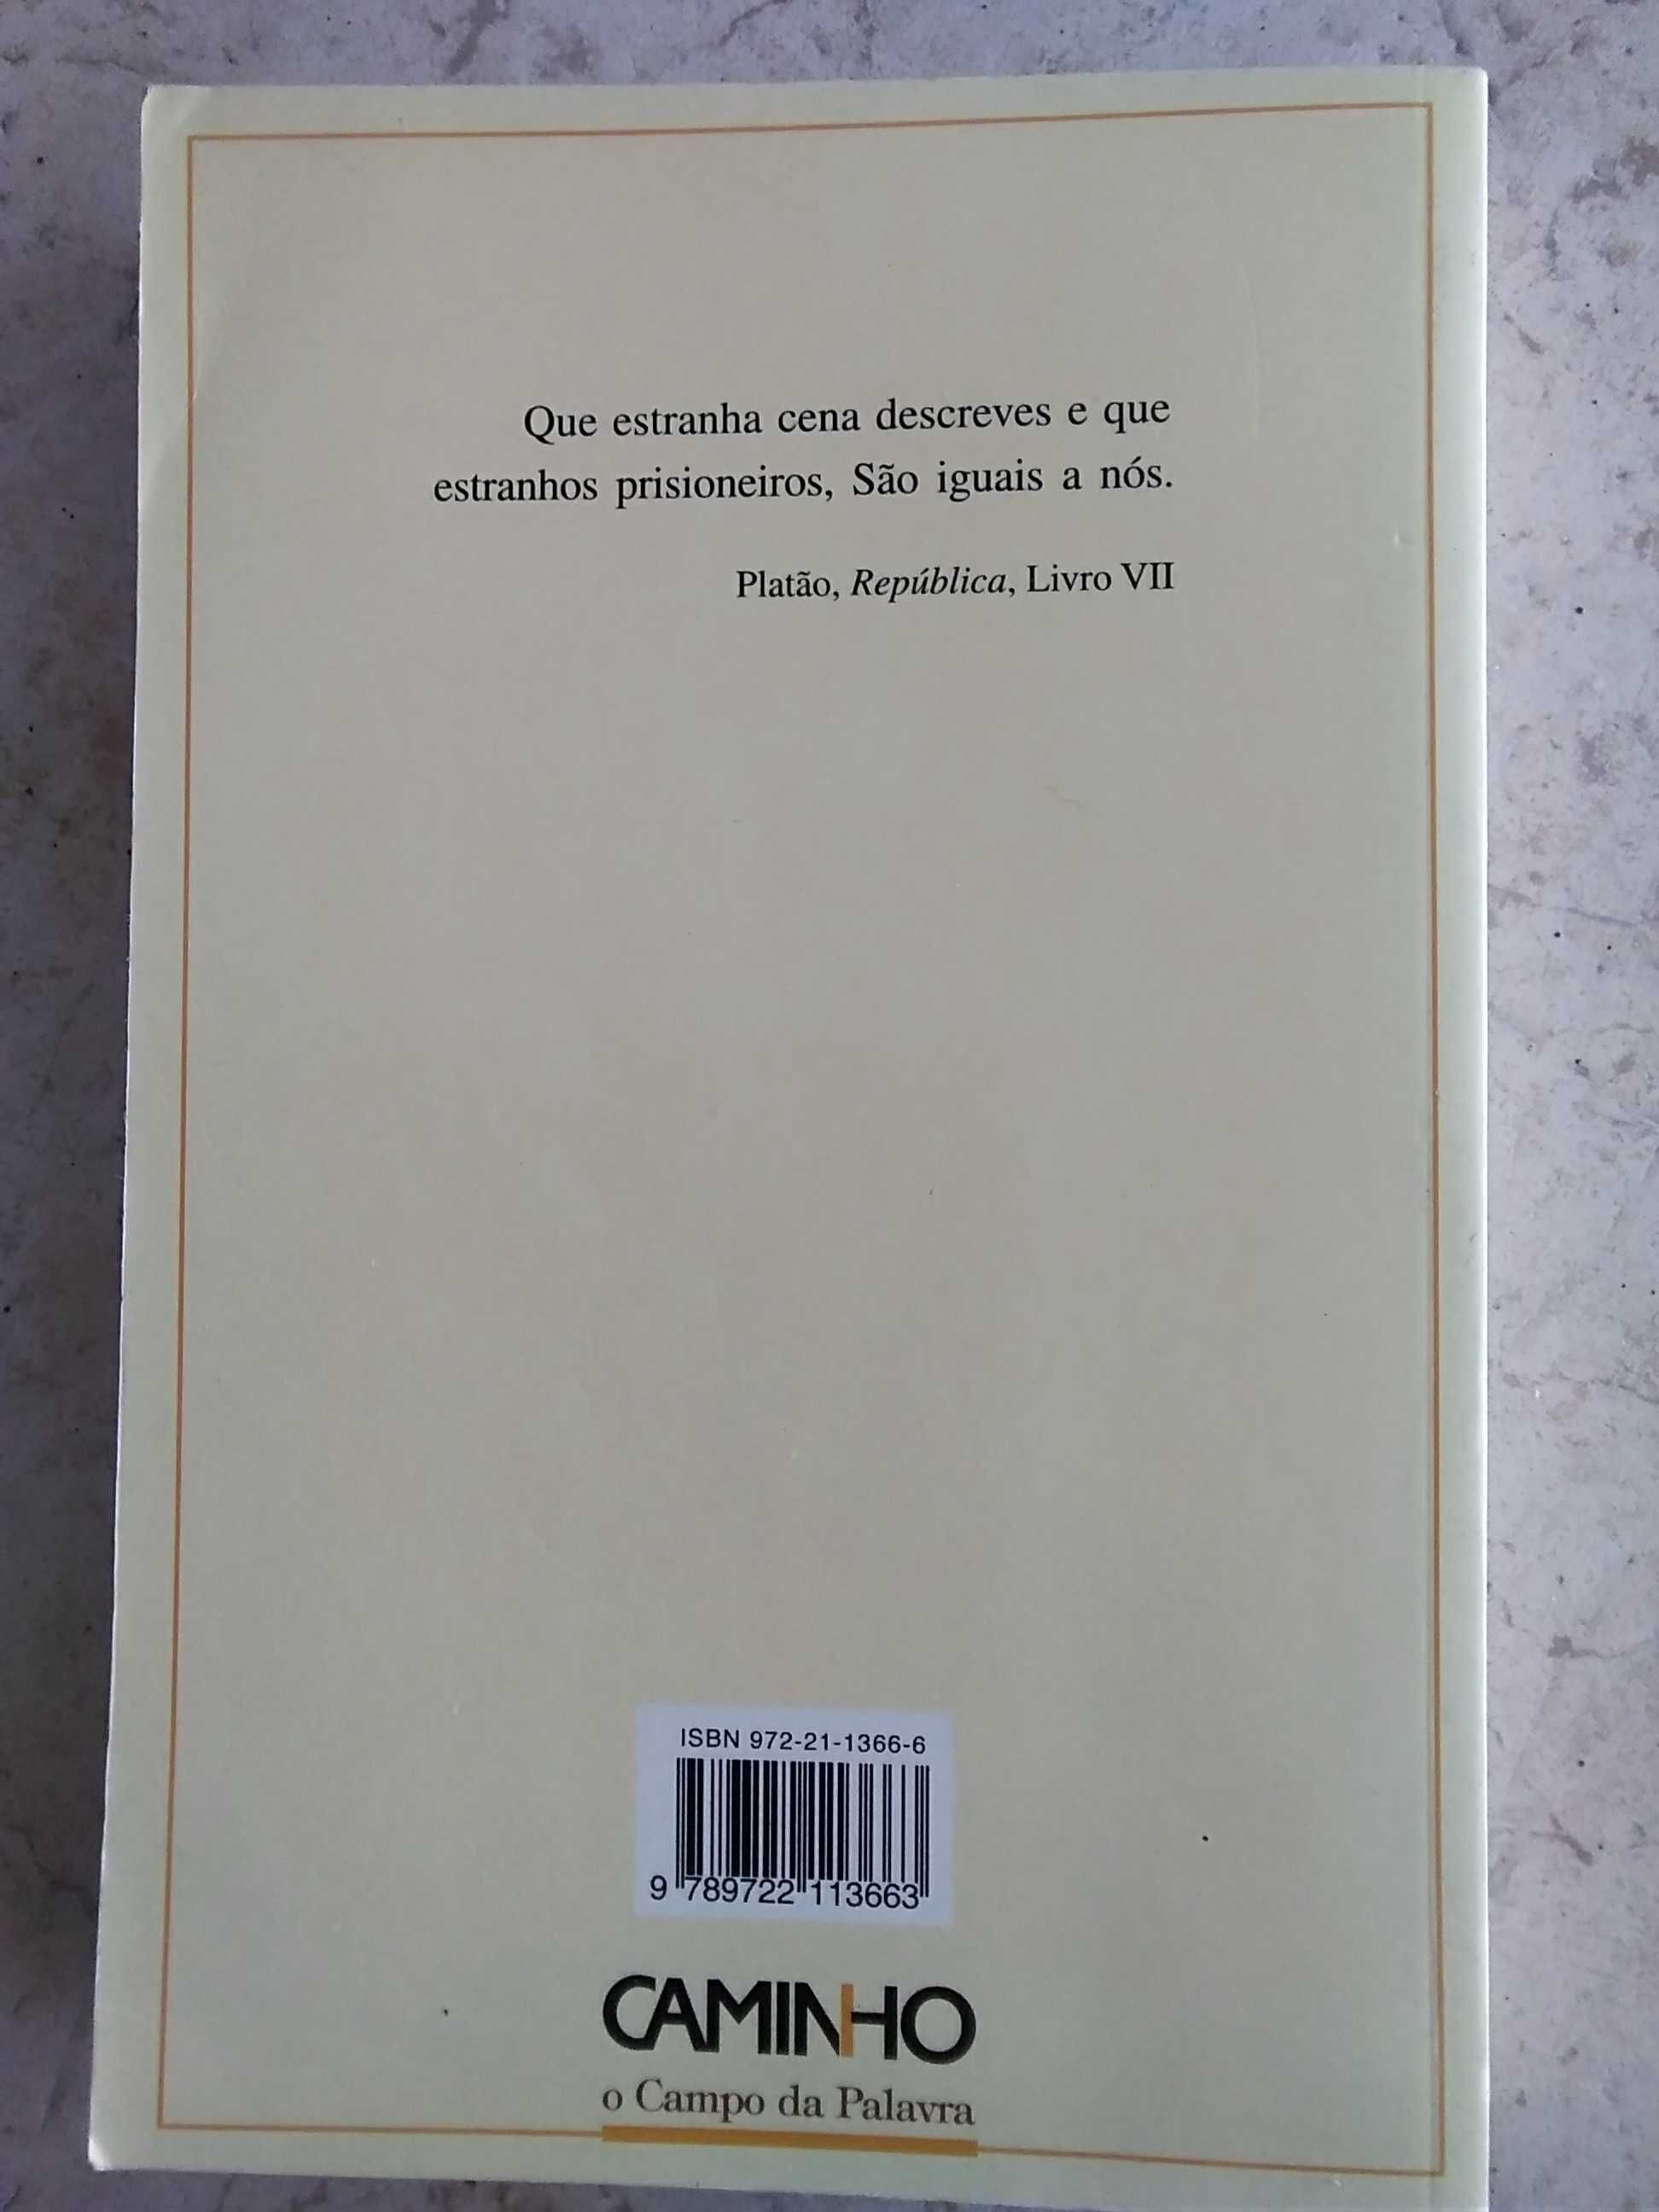 Que estranha cena descreves e que
estranhos prisioneiros, São iguais a nós.
Platão, República, Livro VII
ISBN 972-21-1366-6
9 789722 113663
CAMINHO
o Campo da Palavra